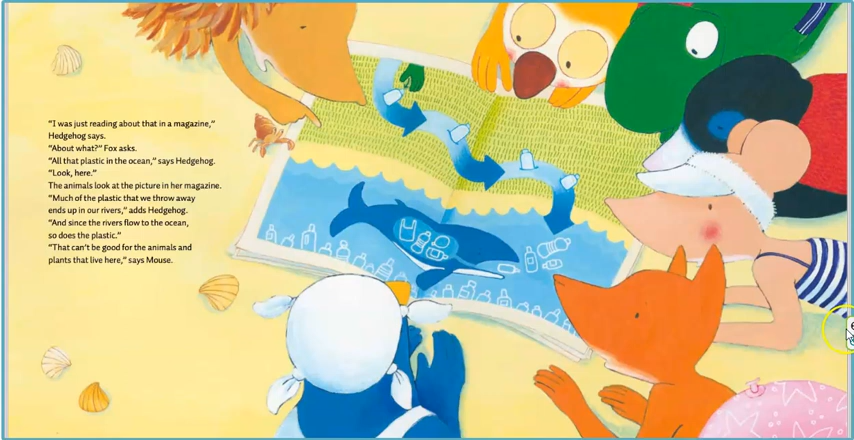 “I was just reading about that in a magazine,”
Hedgehog says.
“About what?” Fox asks.
“All that plastic in the ocean,” says Hedgehog.
“Look, here.”
The animals look at the picture in her magazine.
“Much of the plastic that we throw away
ends up in our rivers,” adds Hedgehog.
“And since the rivers flow to the ocean,
so does the plastic.”
“That can’t be good for the animals and
plants that live here,” says Mouse.